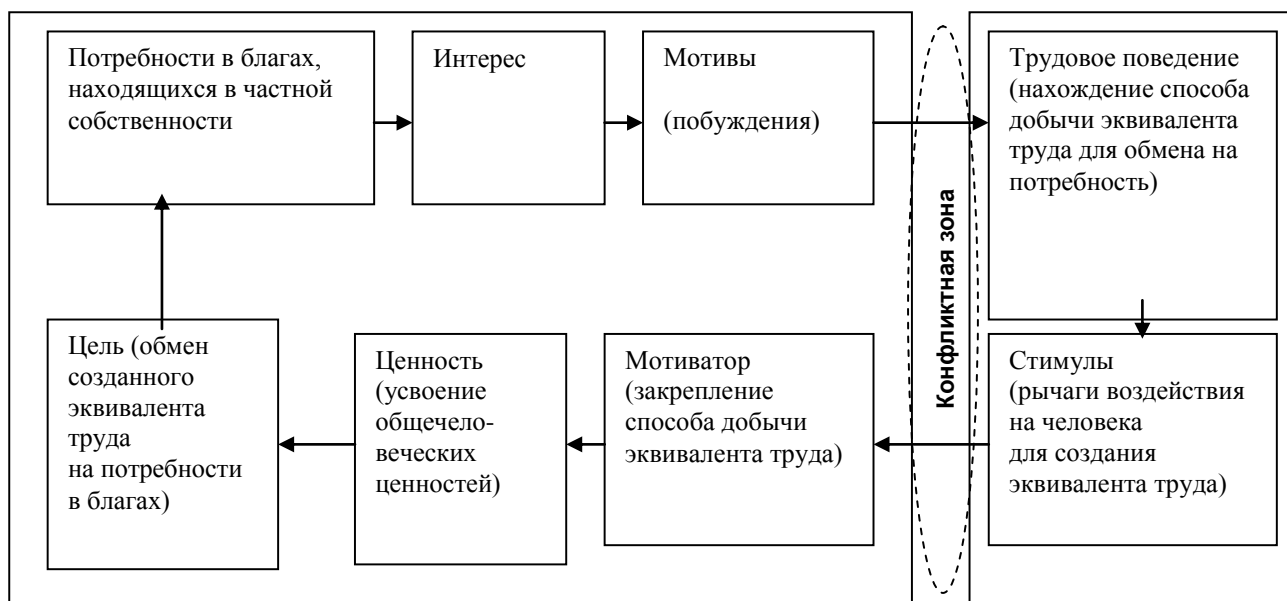 Потребности в благах,
находящихся в частной
собственности
Интерес
Мотивы
(побуждения)
Трудовое поведение
(нахождение способа
добычи эквивалента
труда для обмена на
потребность)
Конфликтная зона
Цель (обмен
созданного
эквивалента
труда
на потребности
в благах)
Ценность
(усвоение
общечело-
веческих
ценностей)
Мотиватор
(закрепление
способа добычи
эквивалента труда)
Стимулы
(рычаги воздействия
на человека
для создания
эквивалента труда)